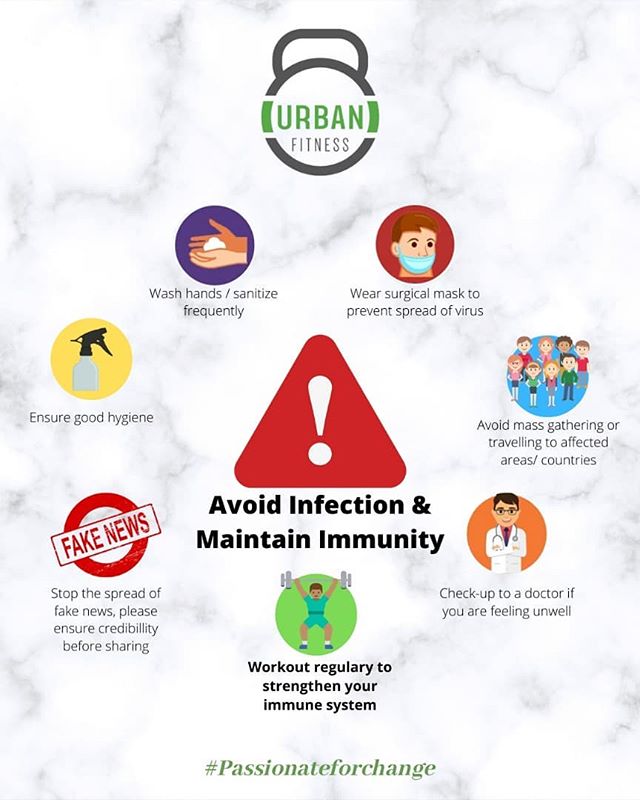 URBAN
FITNESS
Wash hands / sanitize
frequently
Wear surgical mask to
prevent spread of virus
Ensure good hygiene
Avoid mass gathering or
travelling to affected
areas/ countries
!
Avoid Infection &
Maintain Immunity
FAKE NEWS
Stop the spread of
fake news, please
ensure credibillity
before sharing
Check-up to a doctor if
you are feeling unwell
Workout regulary to
strengthen your
immune system
#Passionateforchange